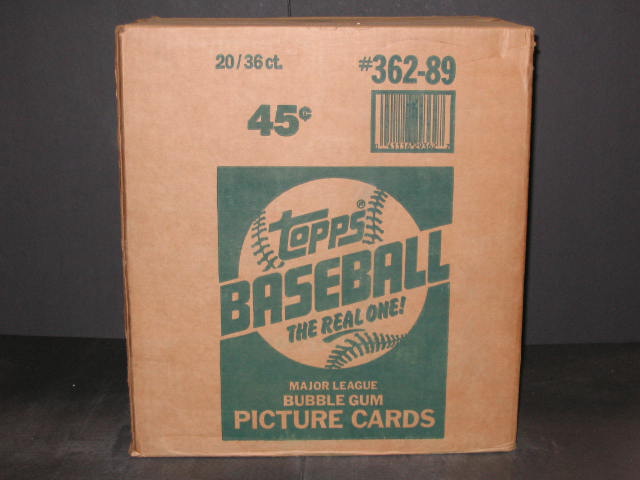 20/36 ct.
#362-89
45¢
topps®
BASEBALL
THE REAL ONE!
MAJOR LEAGUE
BUBBLE GUM
PICTURE CARDS